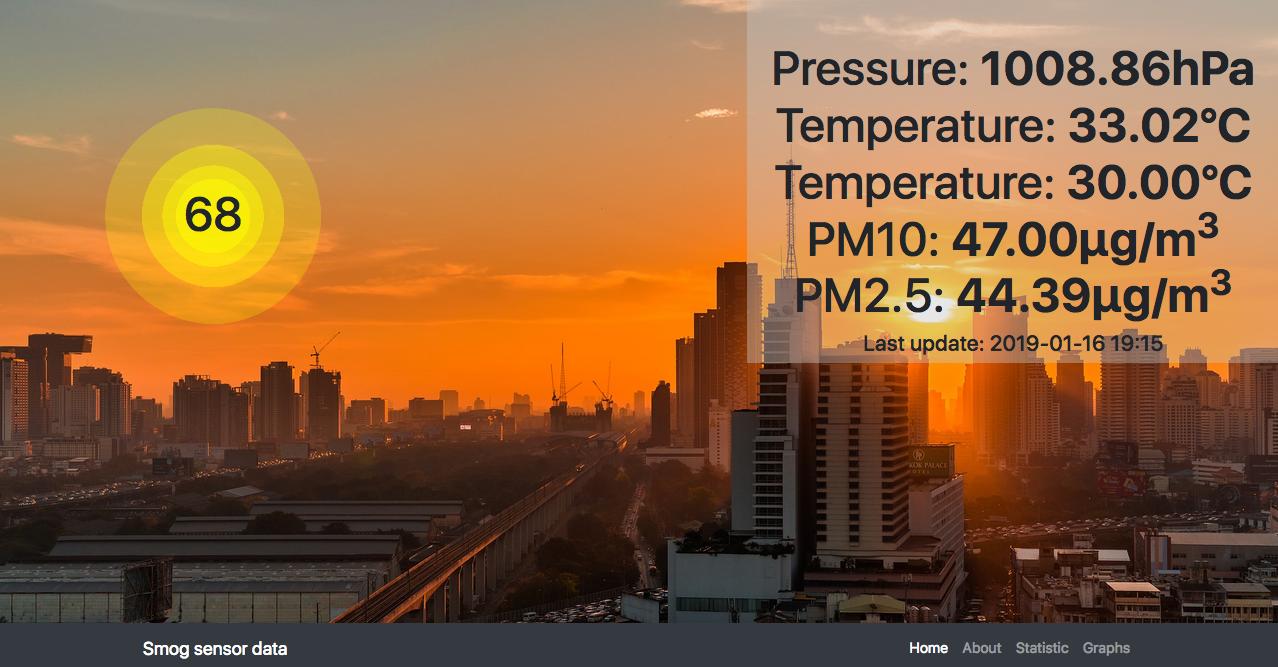 68
Pressure: 1008.86hPa
Temperature: 33.02°C
Temperature: 30.00°C
PM10: 47.00µg/m³
PM2.5: 44.39µg/m³
Last update: 2019-01-16 19:15
PALACE
Smog sensor data
Home About Statistic Graphs